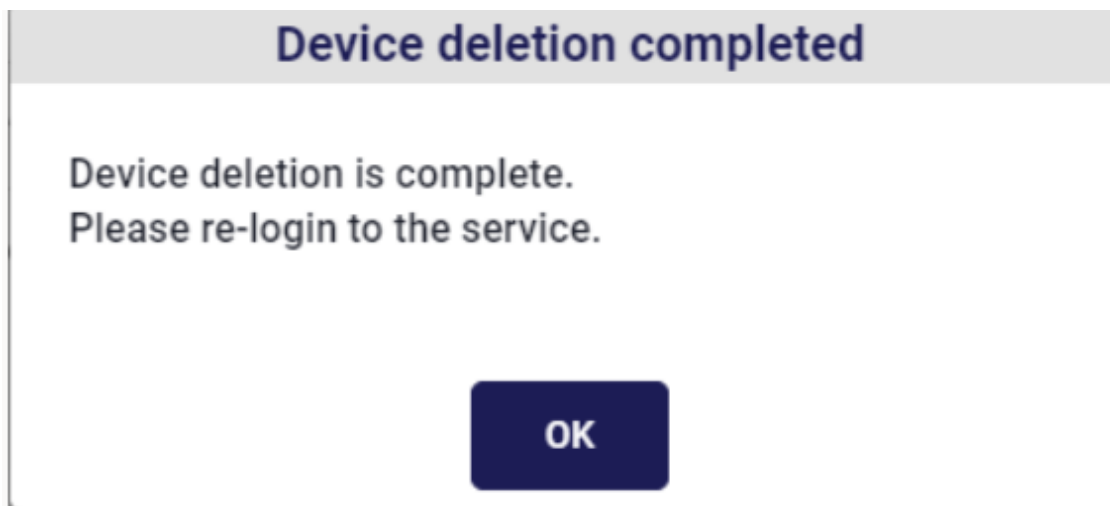 Device deletion completed
Device deletion is complete.
Please re-login to the service.
OK